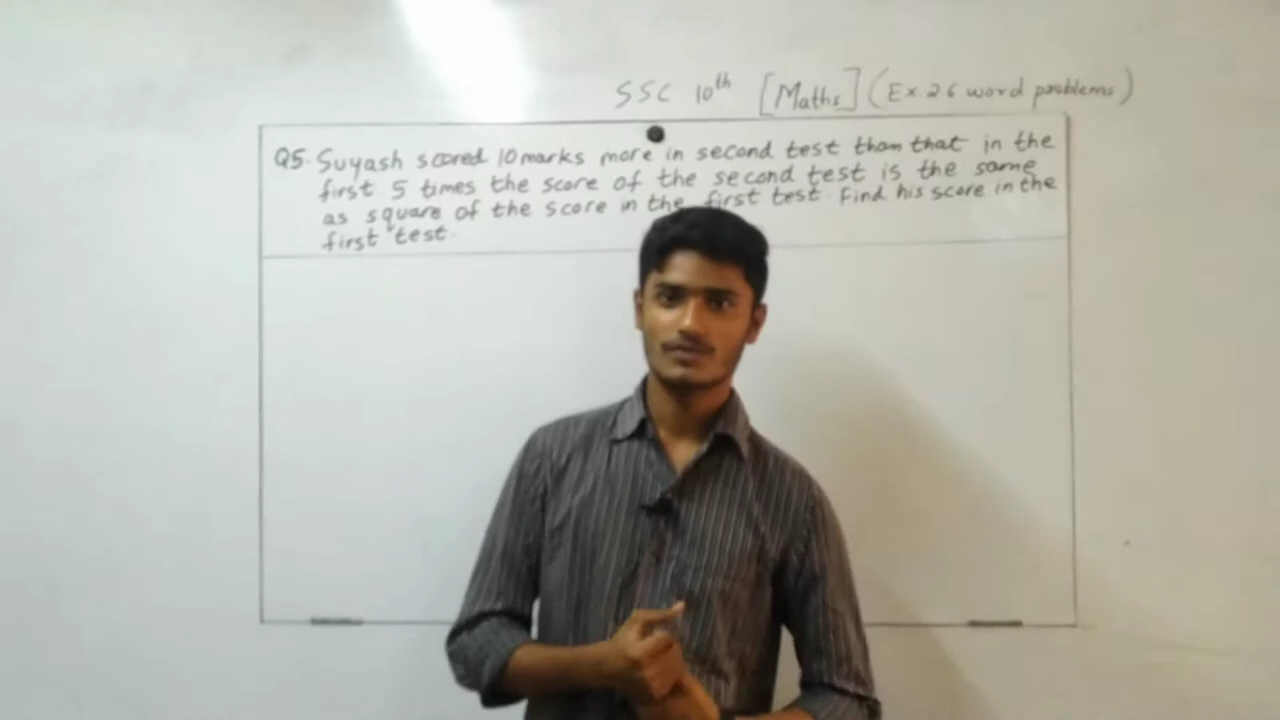 SSC 10th [Maths] (Ex. 2.6 word problems)
Q5. Suyash scored 10 marks more in second test than that in the
first. 5 times the score of the second test is the same
as square of the score in the first test. Find his score in the
first test.